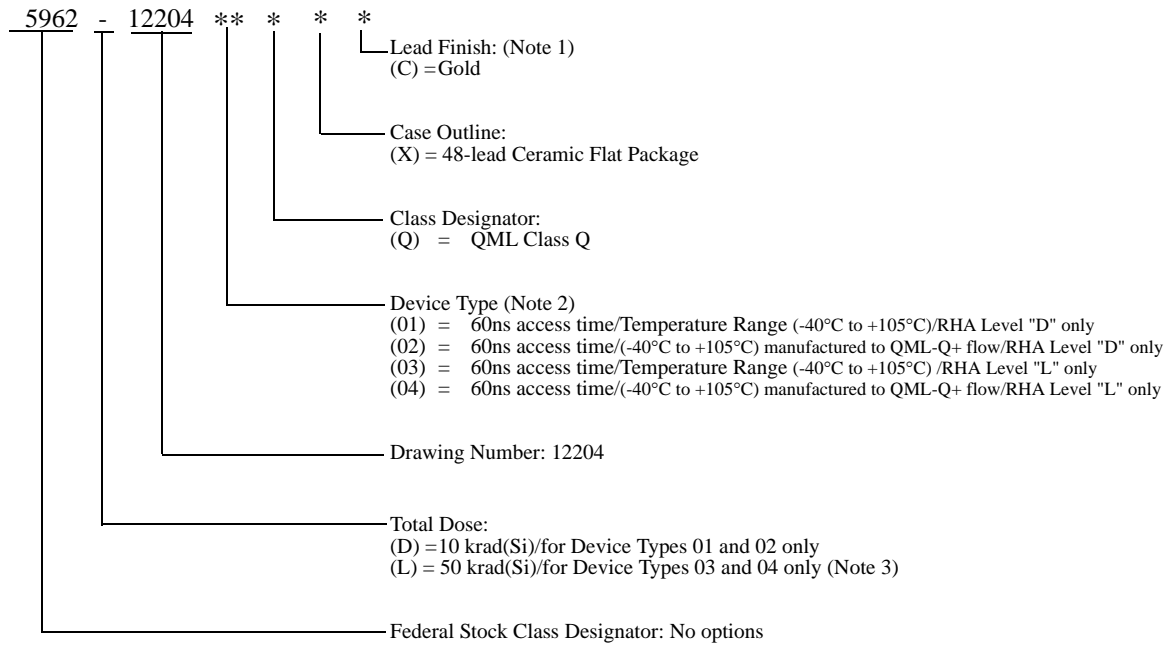 5962 - 12204 ** * * *
Lead Finish: (Note 1)
(C) =Gold
Case Outline:
(X) = 48-lead Ceramic Flat Package
Class Designator:
(Q) = QML Class Q
Device Type (Note 2)
(01) = 60ns access time/Temperature Range (-40°C to +105°C)/RHA Level "D" only
(02) = 60ns access time/(-40°C to +105°C) manufactured to QML-Q+ flow/RHA Level "D" only
(03) = 60ns access time/Temperature Range (-40°C to +105°C) /RHA Level "L" only
(04) = 60ns access time/(-40°C to +105°C) manufactured to QML-Q+ flow/RHA Level "L" only
Drawing Number: 12204
Total Dose:
(D) =10 krad(Si)/for Device Types 01 and 02 only
(L) = 50 krad(Si)/for Device Types 03 and 04 only (Note 3)
Federal Stock Class Designator: No options